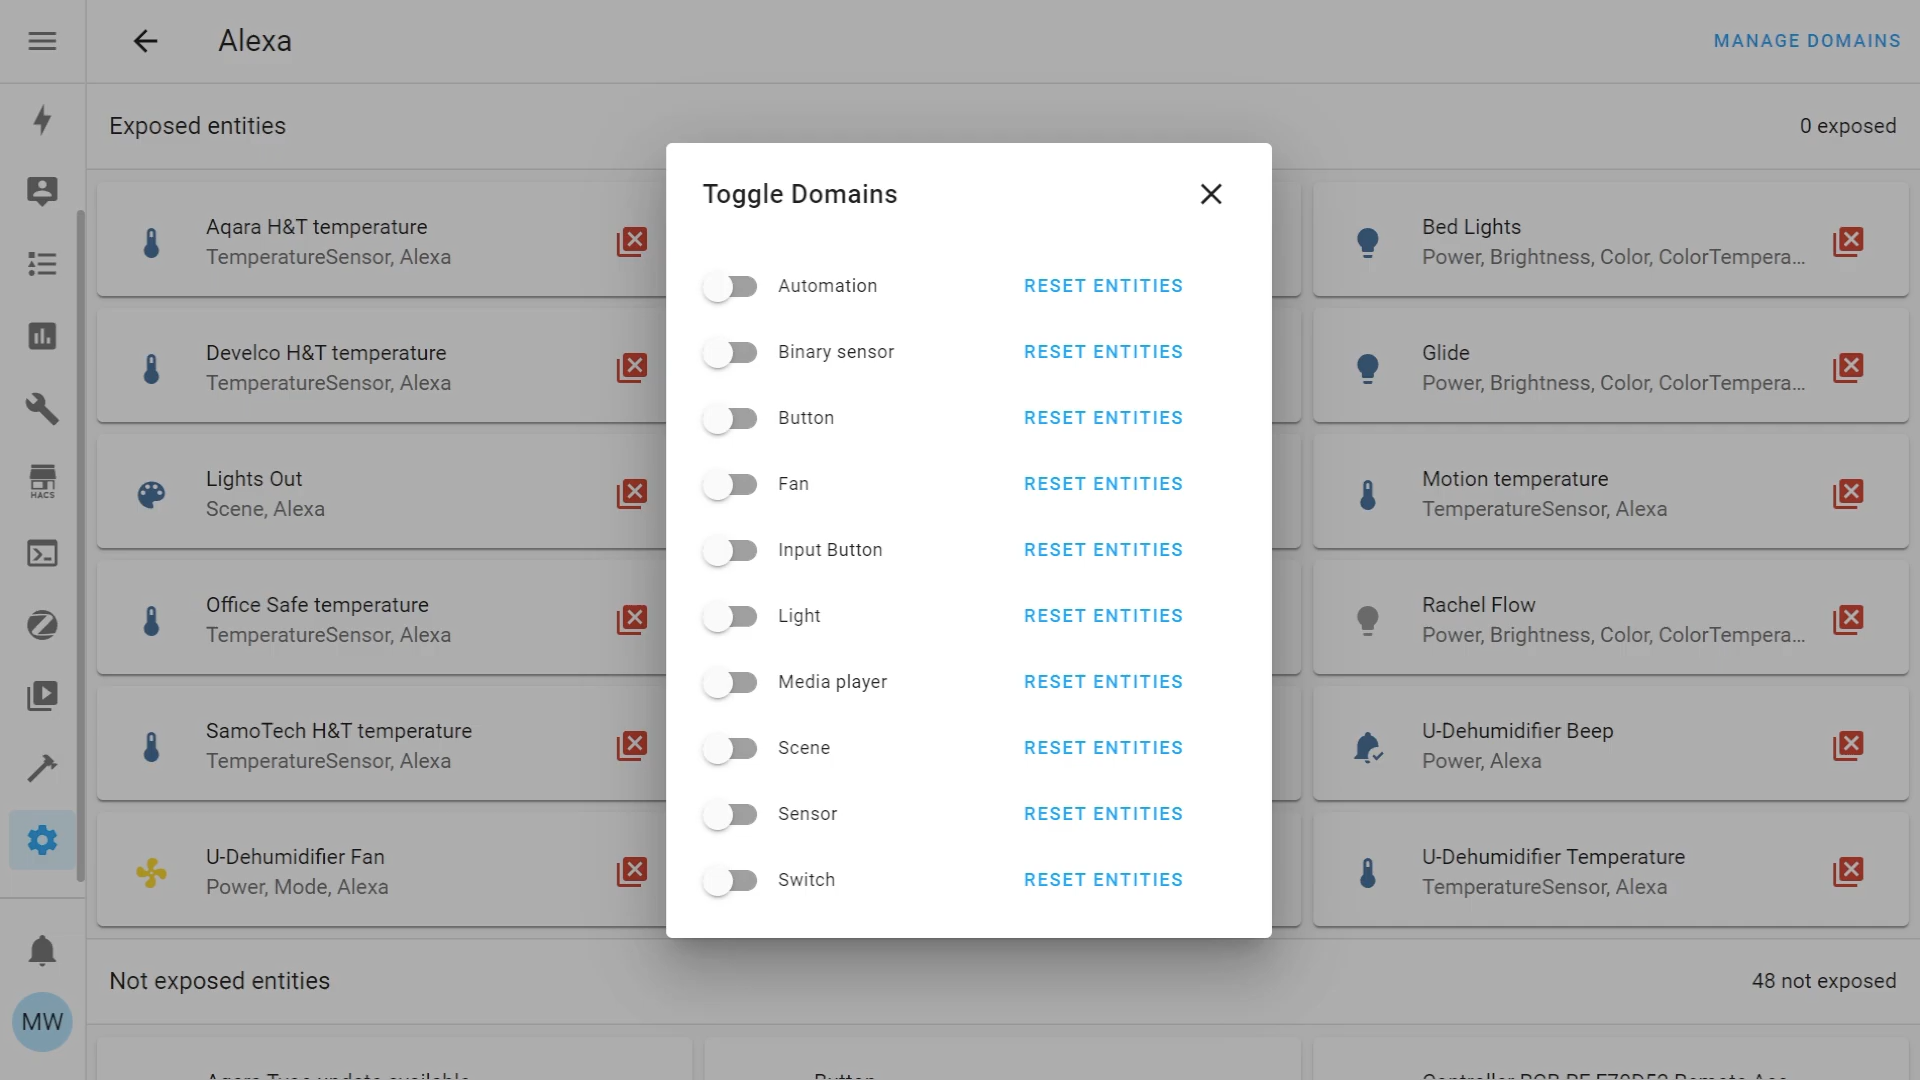 Alexa
MANAGE DOMAINS
Exposed entities
0 exposed
Aqara H&T temperature
TemperatureSensor, Alexa
Develco H&T temperature
TemperatureSensor, Alexa
Lights Out
Scene, Alexa
HACS
Office Safe temperature
TemperatureSensor, Alexa
SamoTech H&T temperature
TemperatureSensor, Alexa
U-Dehumidifier Fan
Power, Mode, Alexa
Toggle Domains
Automation RESET ENTITIES
Binary sensor RESET ENTITIES
Button RESET ENTITIES
Fan RESET ENTITIES
Input Button RESET ENTITIES
Light RESET ENTITIES
Media player RESET ENTITIES
Scene RESET ENTITIES
Sensor RESET ENTITIES
Switch RESET ENTITIES
Bed Lights
Power, Brightness, Color, ColorTempera...
Glide
Power, Brightness, Color, ColorTempera...
Motion temperature
TemperatureSensor, Alexa
Rachel Flow
Power, Brightness, Color, ColorTempera...
U-Dehumidifier Beep
Power, Alexa
U-Dehumidifier Temperature
TemperatureSensor, Alexa
Not exposed entities
48 not exposed
MW
Button